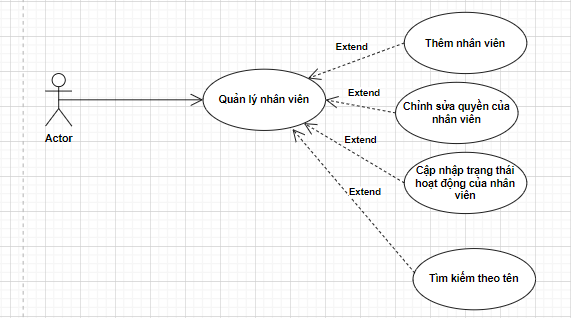 Extend
Thêm nhân viên
Actor
Quản lý nhân viên
Extend
Chỉnh sửa quyền của
nhân viên
Extend
Cập nhập trạng thái
hoạt động của nhân
viên
Extend
Tìm kiếm theo tên